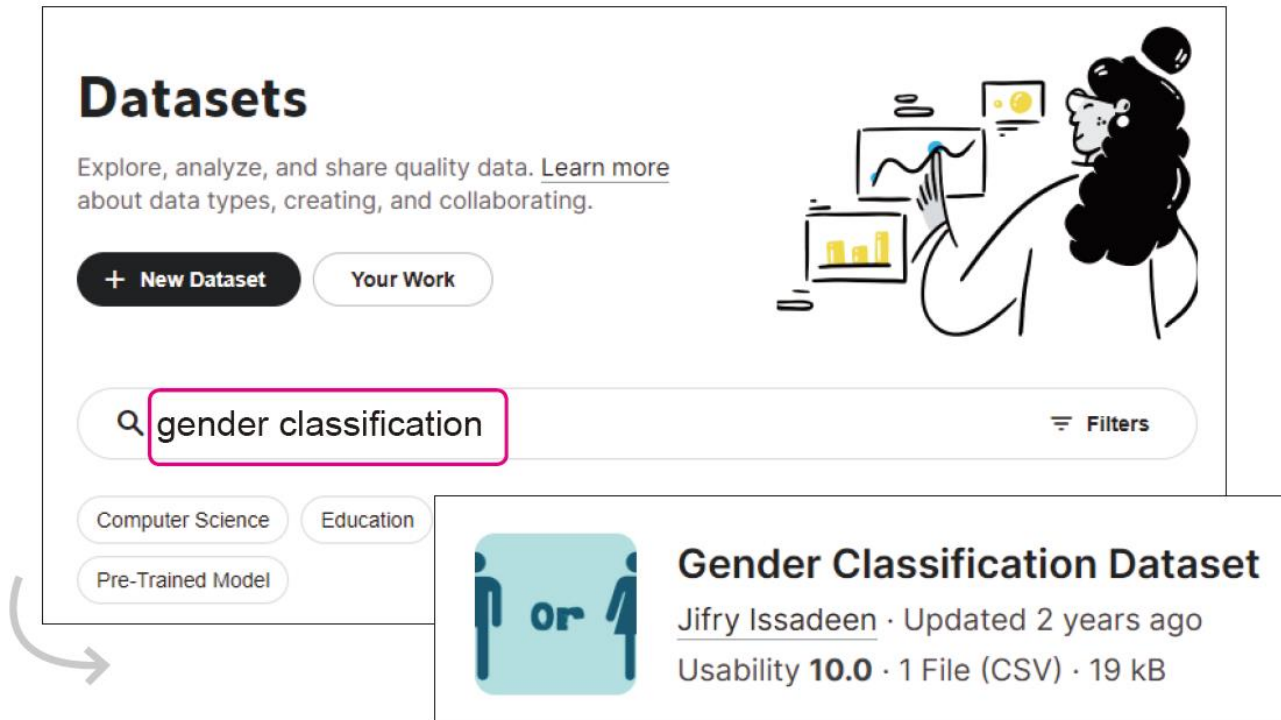 Datasets
Explore, analyze, and share quality data. Learn more
about data types, creating, and collaborating.
+ New Dataset
Your Work
gender classification
Filters
Computer Science
Education
Pre-Trained Model
or
Gender Classification Dataset
Jifry Issadeen · Updated 2 years ago
Usability 10.0 · 1 File (CSV) · 19 kB